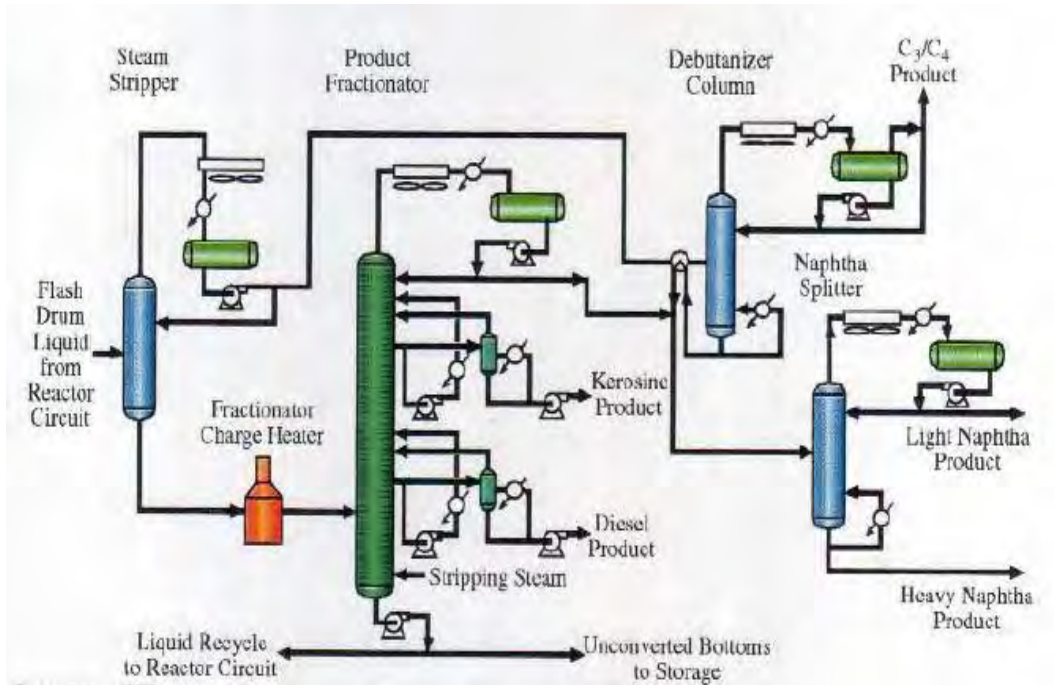 Steam
Stripper
Product
Fractionator
Debutanizer
Column
C3/C4
Product
Flash
Drum
Liquid
from
Reactor
Circuit
Naphtha
Splitter
Fractionator
Charge Heater
Kerosine
Product
Light Naphtha
Product
Diesel
Product
Stripping Steam
Heavy Naphtha
Product
Liquid Recycle
to Reactor Circuit
Unconverted Bottoms
to Storage